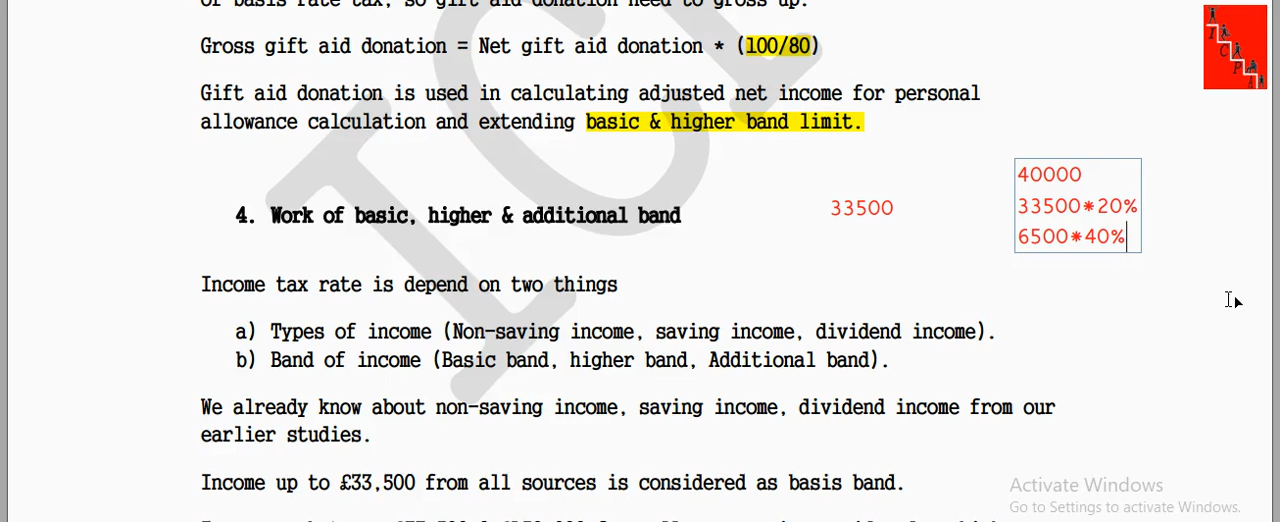 Gross gift aid donation = Net gift aid donation * (100/80)
Gift aid donation is used in calculating adjusted net income for personal
allowance calculation and extending basic & higher band limit.
40000
33500*20%
6500*40%
33500
4. Work of basic, higher & additional band
Income tax rate is depend on two things
a) Types of income (Non-saving income, saving income, dividend income).
b) Band of income (Basic band, higher band, Additional band).
We already know about non-saving income, saving income, dividend income from our
earlier studies.
Income up to £33,500 from all sources is considered as basis band.
Activate Windows
Go to Settings to activate Windows.